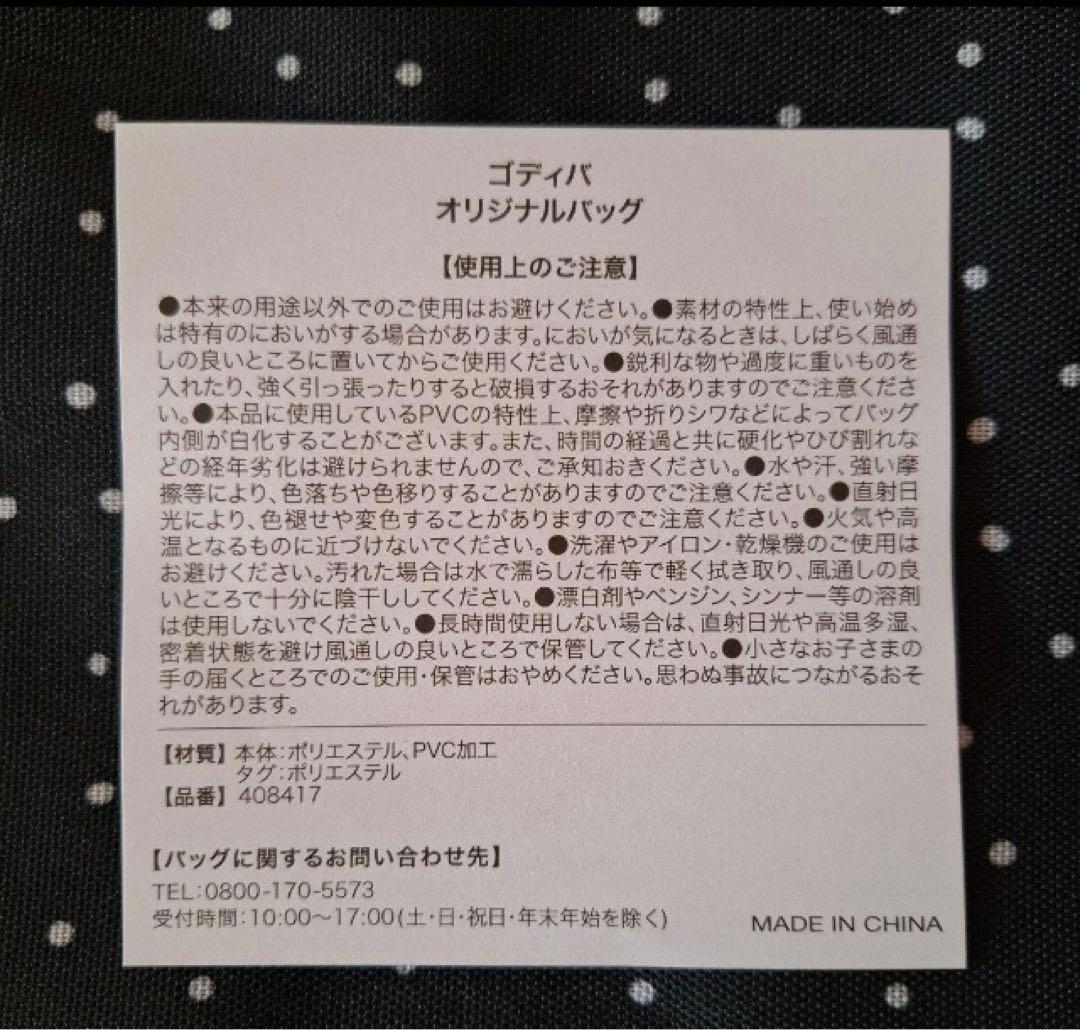 ゴディバ
オリジナルバッグ
【使用上のご注意】
●本来の用途以外でのご使用はお避けください。●素材の特性上、使い始め
は特有のにおいがする場合があります。においが気になるときは、しばらく風通
しの良いところに置いてからご使用ください。●鋭利な物や過度に重いものを
入れたり、強く引っ張ったりすると破損するおそれがありますのでご注意くださ
い。●本品に使用しているPVCの特性上、摩擦や折りシワなどによってバッグ
内側が白化することがございます。また、時間の経過と共に硬化やひび割れな
どの経年劣化は避けられませんので、ご承知おきください。●水や汗、強い摩
擦等により、色落ちや色移りすることがありますのでご注意ください。●直射日
光により、色褪せや変色することがありますのでご注意ください。●火気や高
温となるものに近づけないでください。●洗濯やアイロン・乾燥機のご使用は
お避けください。汚れた場合は水で濡らした布等で軽く拭き取り、風通しの良
いところで十分に陰干ししてください。●漂白剤やベンジン、シンナー等の溶剤
は使用しないでください。●長時間使用しない場合は、直射日光や高温多湿、
密着状態を避け風通しの良いところで保管してください。●小さなお子さまの
手の届くところでのご使用・保管はおやめください。思わぬ事故につながるおそ
れがあります。
【材質】本体:ポリエステル、PVC加工
タグ:ポリエステル
【品番】408417
【バッグに関するお問い合わせ先】
TEL:0800-170-5573
受付時間:10:00〜17:00(土・日・祝日・年末年始を除く)
MADE IN CHINA